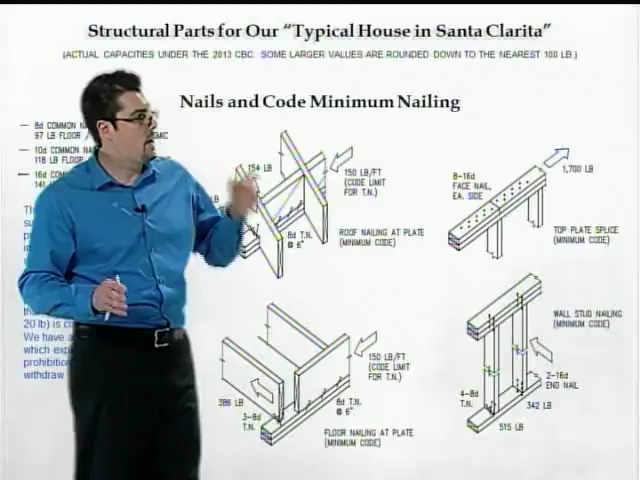 Structural Parts for Our “Typical House in Santa Clarita”
(ACTUAL CAPACITIES UNDER THE 2013 CBC. SOME LARGER VALUES ARE ROUNDED DOWN TO THE NEAREST 100 LB.)
Nails and Code Minimum Nailing
8d COMMON
97 LB FLOOR /
10d COMMON
118 LB FLOOR
16d
141
154 LB
150 LB/FT
(CODE LIMIT
FOR T.N.)
8d T.N.
@ 6"
ROOF NAILING AT PLATE
(MINIMUM CODE)
8-16d
FACE NAIL,
EA. SIDE
1,700 LB
TOP PLATE SPLICE
(MINIMUM CODE)
20 lb) is
We have a
which
prohibition
withdraw
386 LB
3-8d
T.N.
8d T.N.
@ 6"
150 LB/FT
(CODE LIMIT
FOR T.N.)
FLOOR NAILING AT PLATE
(MINIMUM CODE)
WALL STUD NAILING
(MINIMUM CODE)
4-8d
T.N.
2-16d
END NAIL
342 LB
515 LB